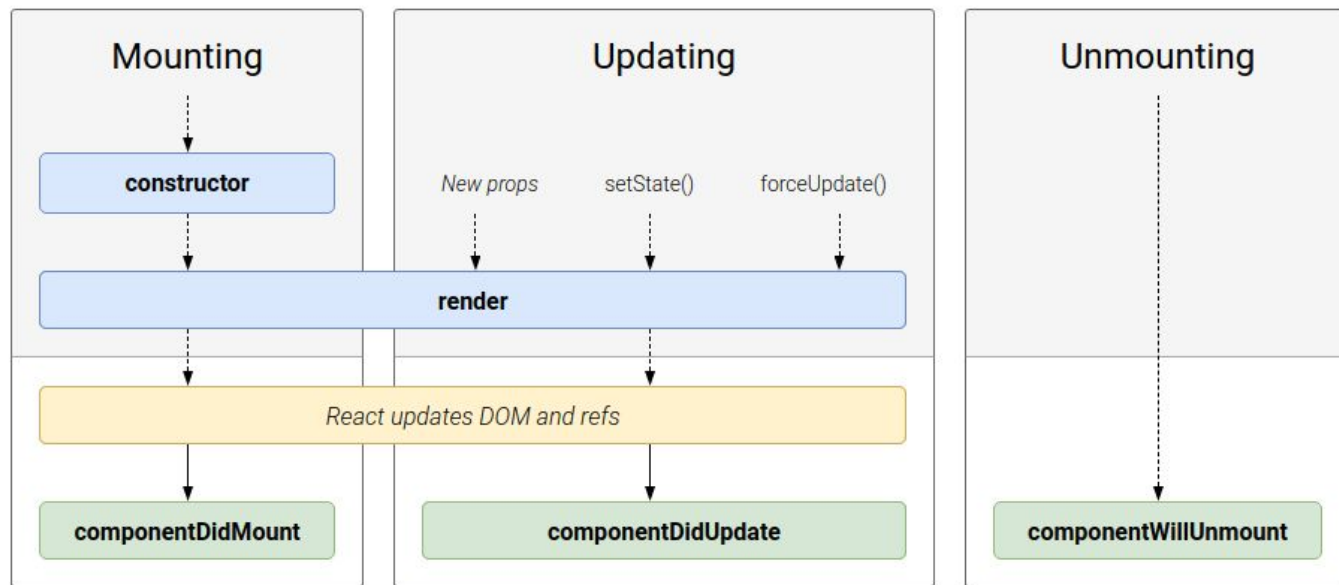 Mounting
Updating
Unmounting
constructor
New props
setState()
forceUpdate()
render
React updates DOM and refs
componentDidMount
componentDidUpdate
componentWillUnmount